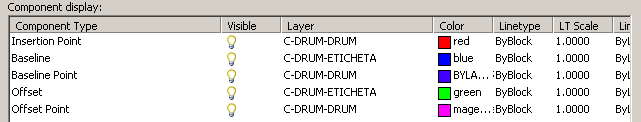 Component display:
Component Type Visible Layer Color Linetype LT Scale Lin
Insertion Point C-DRUM-DRUM red ByBlock 1.0000 ByL
Baseline C-DRUM-ETICHETA blue ByBlock 1.0000 ByL
Baseline Point C-DRUM-DRUM BYLA... ByBlock 1.0000 ByL
Offset C-DRUM-ETICHETA green ByBlock 1.0000 ByL
Offset Point C-DRUM-DRUM mage... ByBlock 1.0000 ByL